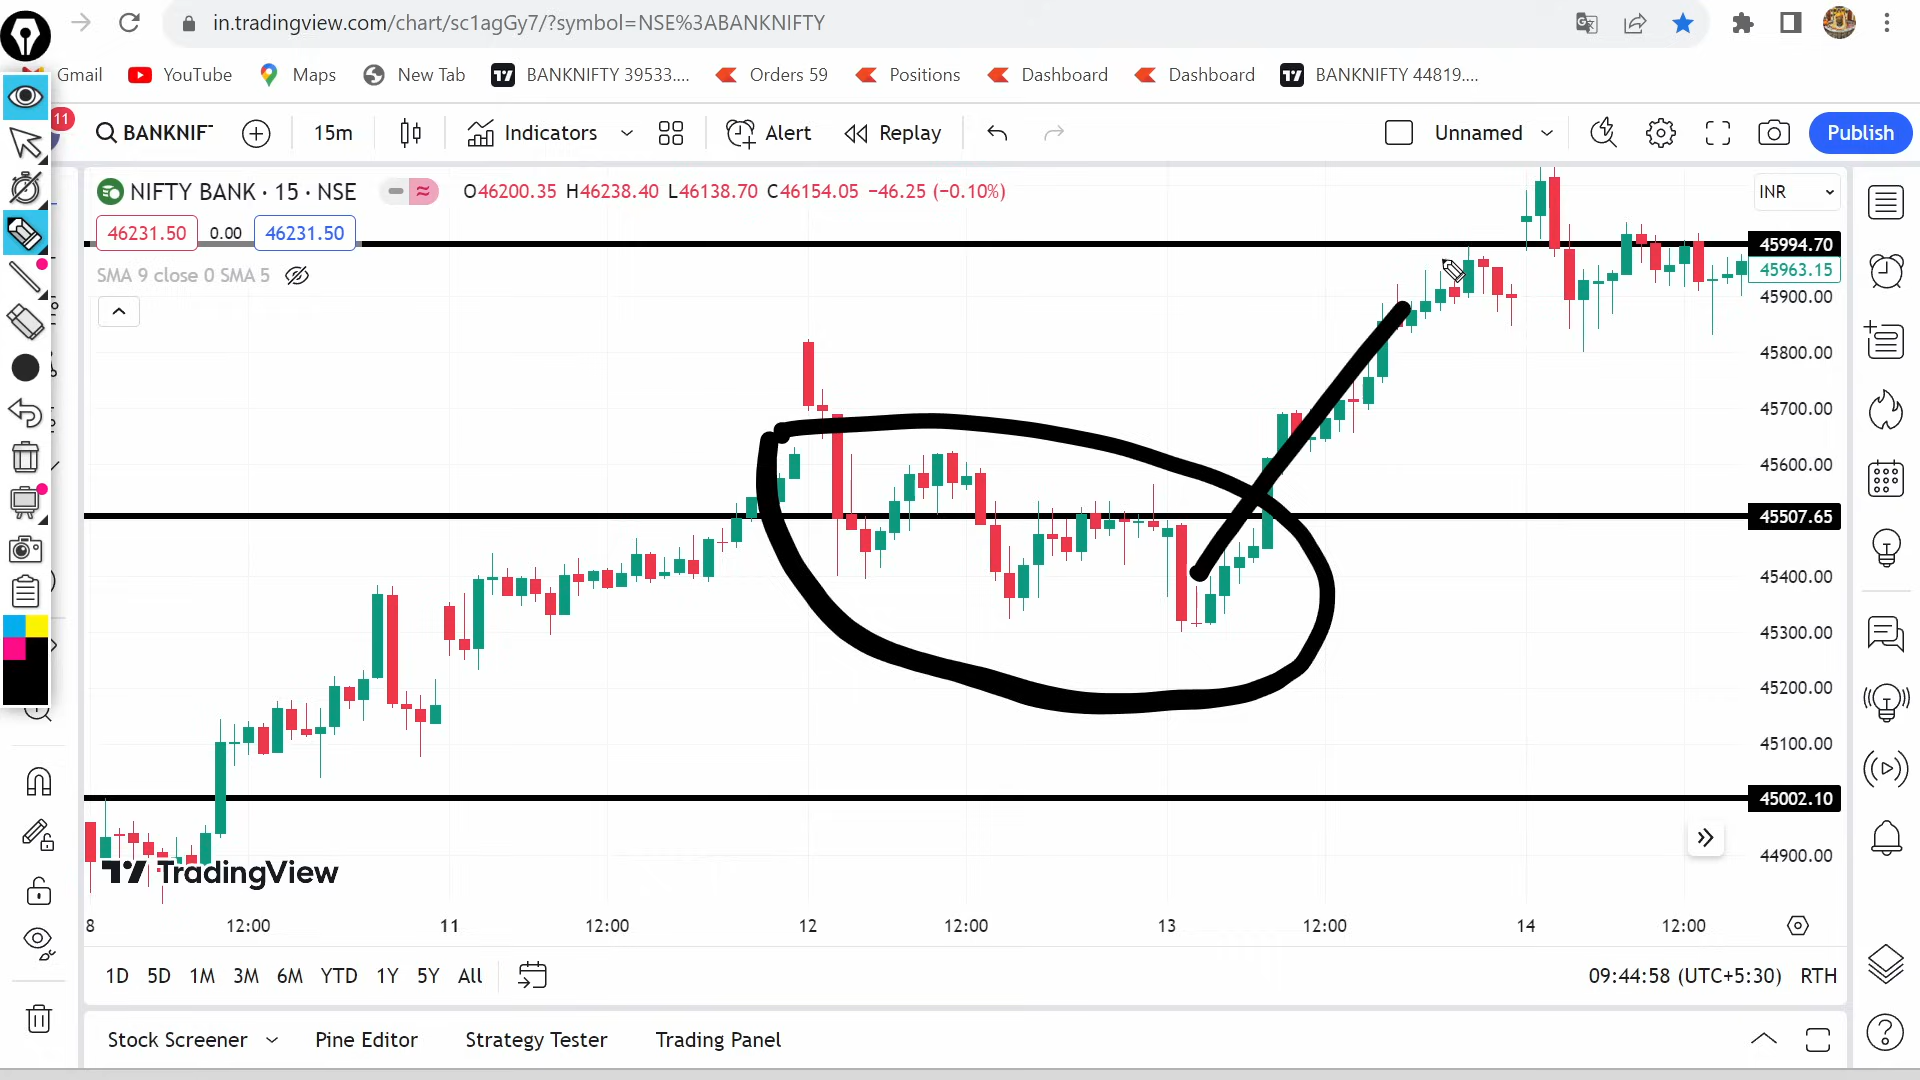 in.tradingview.com/chart/sc1agGy7/?symbol=NSE%3ABANKNIFTY
Gmail YouTube Maps New Tab BANKNIFTY 39533.... Orders 59 Positions Dashboard Dashboard BANKNIFTY 44819....
11
BANKNIF 15m Indicators Alert Replay Unnamed Publish
NIFTY BANK · 15 · NSE O46200.35 H46238.40 L46138.70 C46154.05 −46.25 (−0.10%) INR
46231.50 0.00 46231.50
SMA 9 close 0 SMA 5
45994.70
45963.15
45900.00
45800.00
45700.00
45600.00
45507.65
45400.00
45300.00
45200.00
45100.00
45002.10
44900.00
TradingView
8 12:00 11 12:00 12 12:00 13 12:00 14 12:00
1D 5D 1M 3M 6M YTD 1Y 5Y All 09:44:58 (UTC+5:30) RTH
Stock Screener Pine Editor Strategy Tester Trading Panel